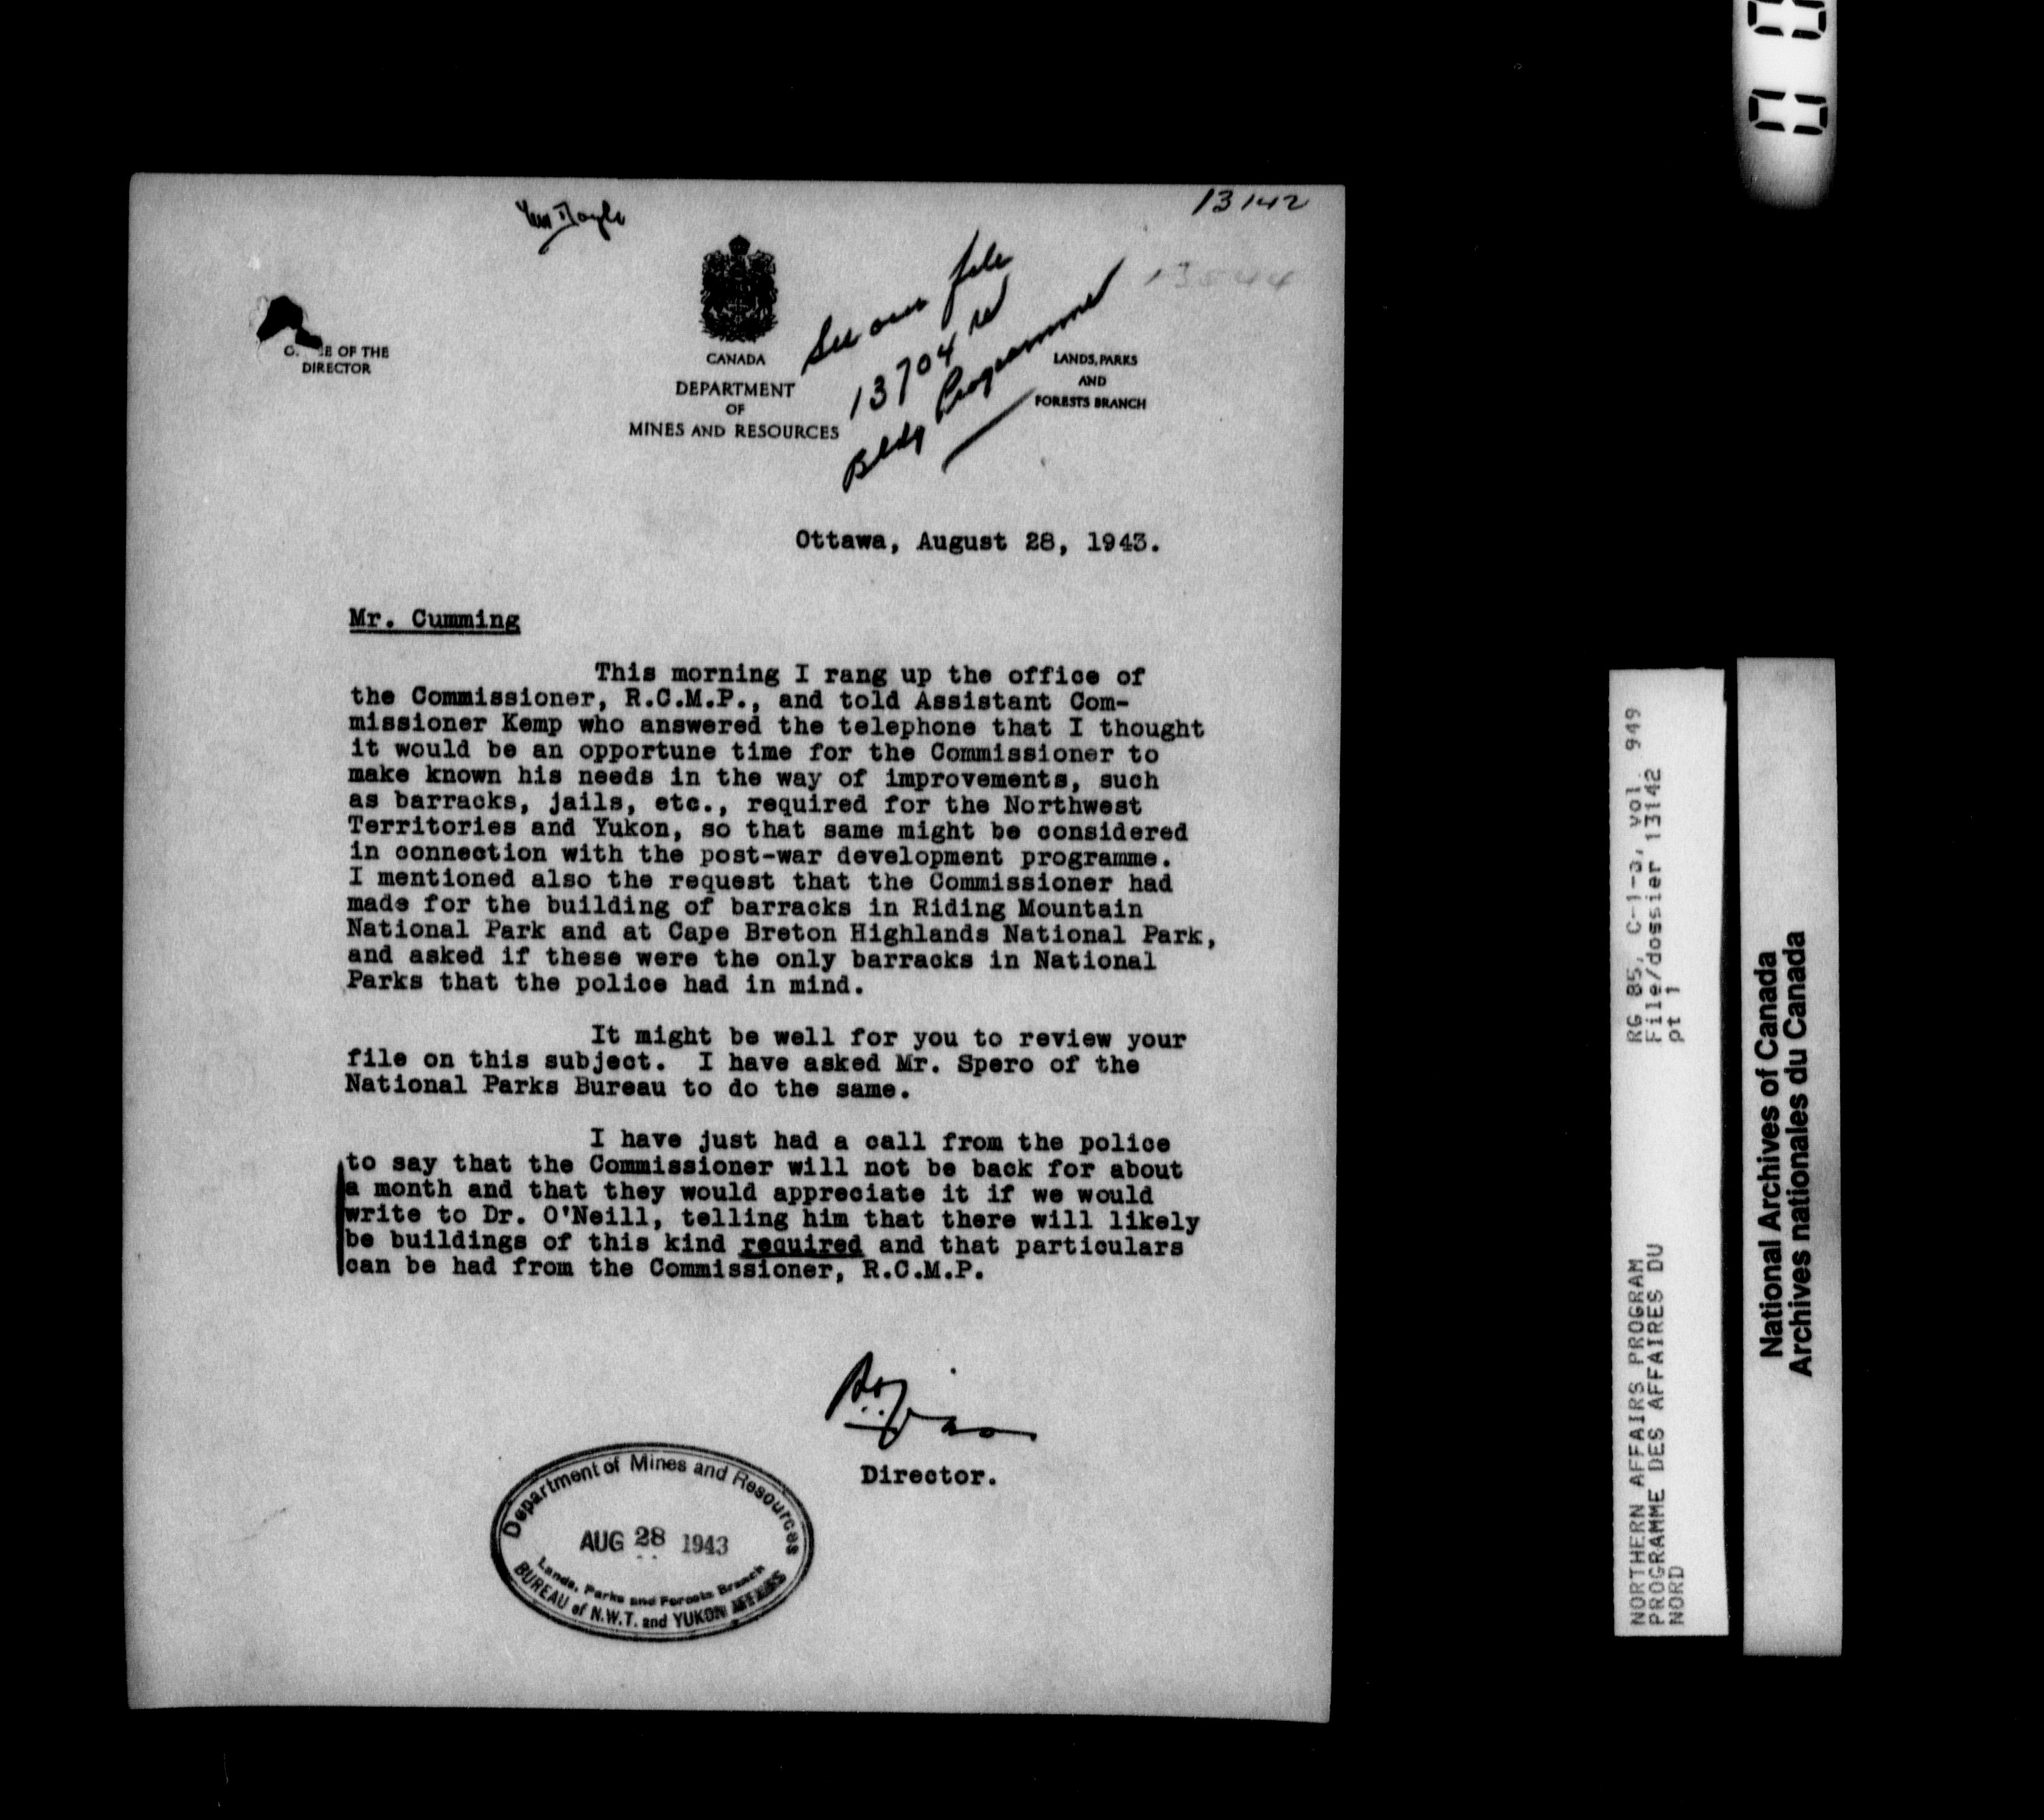 13142
OF THE
DIRECTOR
CANADA
DEPARTMENT
OF
MINES AND RESOURCES
LANDS, PARKS
AND
FORESTS BRANCH
See our file
13704 re
Bldg Programme
Ottawa, August 28, 1943.
Mr. Cumming
This morning I rang up the office of
the Commissioner, R.C.M.P., and told Assistant Com-
missioner Kemp who answered the telephone that I thought
it would be an opportune time for the Commissioner to
make known his needs in the way of improvements, such
as barracks, jails, etc., required for the Northwest
Territories and Yukon, so that same might be considered
in connection with the post-war development programme.
I mentioned also the request that the Commissioner had
made for the building of barracks in Riding Mountain
National Park and at Cape Breton Highlands National Park,
and asked if these were the only barracks in National
Parks that the police had in mind.
It might be well for you to review your
file on this subject.  I have asked Mr. Spero of the
National Parks Bureau to do the same.
I have just had a call from the police
to say that the Commissioner will not be back for about
a month and that they would appreciate it if we would
write to Dr. O'Neill, telling him that there will likely
be buildings of this kind required and that particulars
can be had from the Commissioner, R.C.M.P.
Director.
Department of Mines and Resources
AUG 28 1943
Lands, Parks and Forests Branch
BUREAU of N.W.T. and YUKON AFFAIRS
RG 85, C-1-a, vol. 949
File/dossier 13142
pt 1
NORTHERN AFFAIRS PROGRAM
PROGRAMME DES AFFAIRES DU
NORD
National Archives of Canada
Archives nationales du Canada